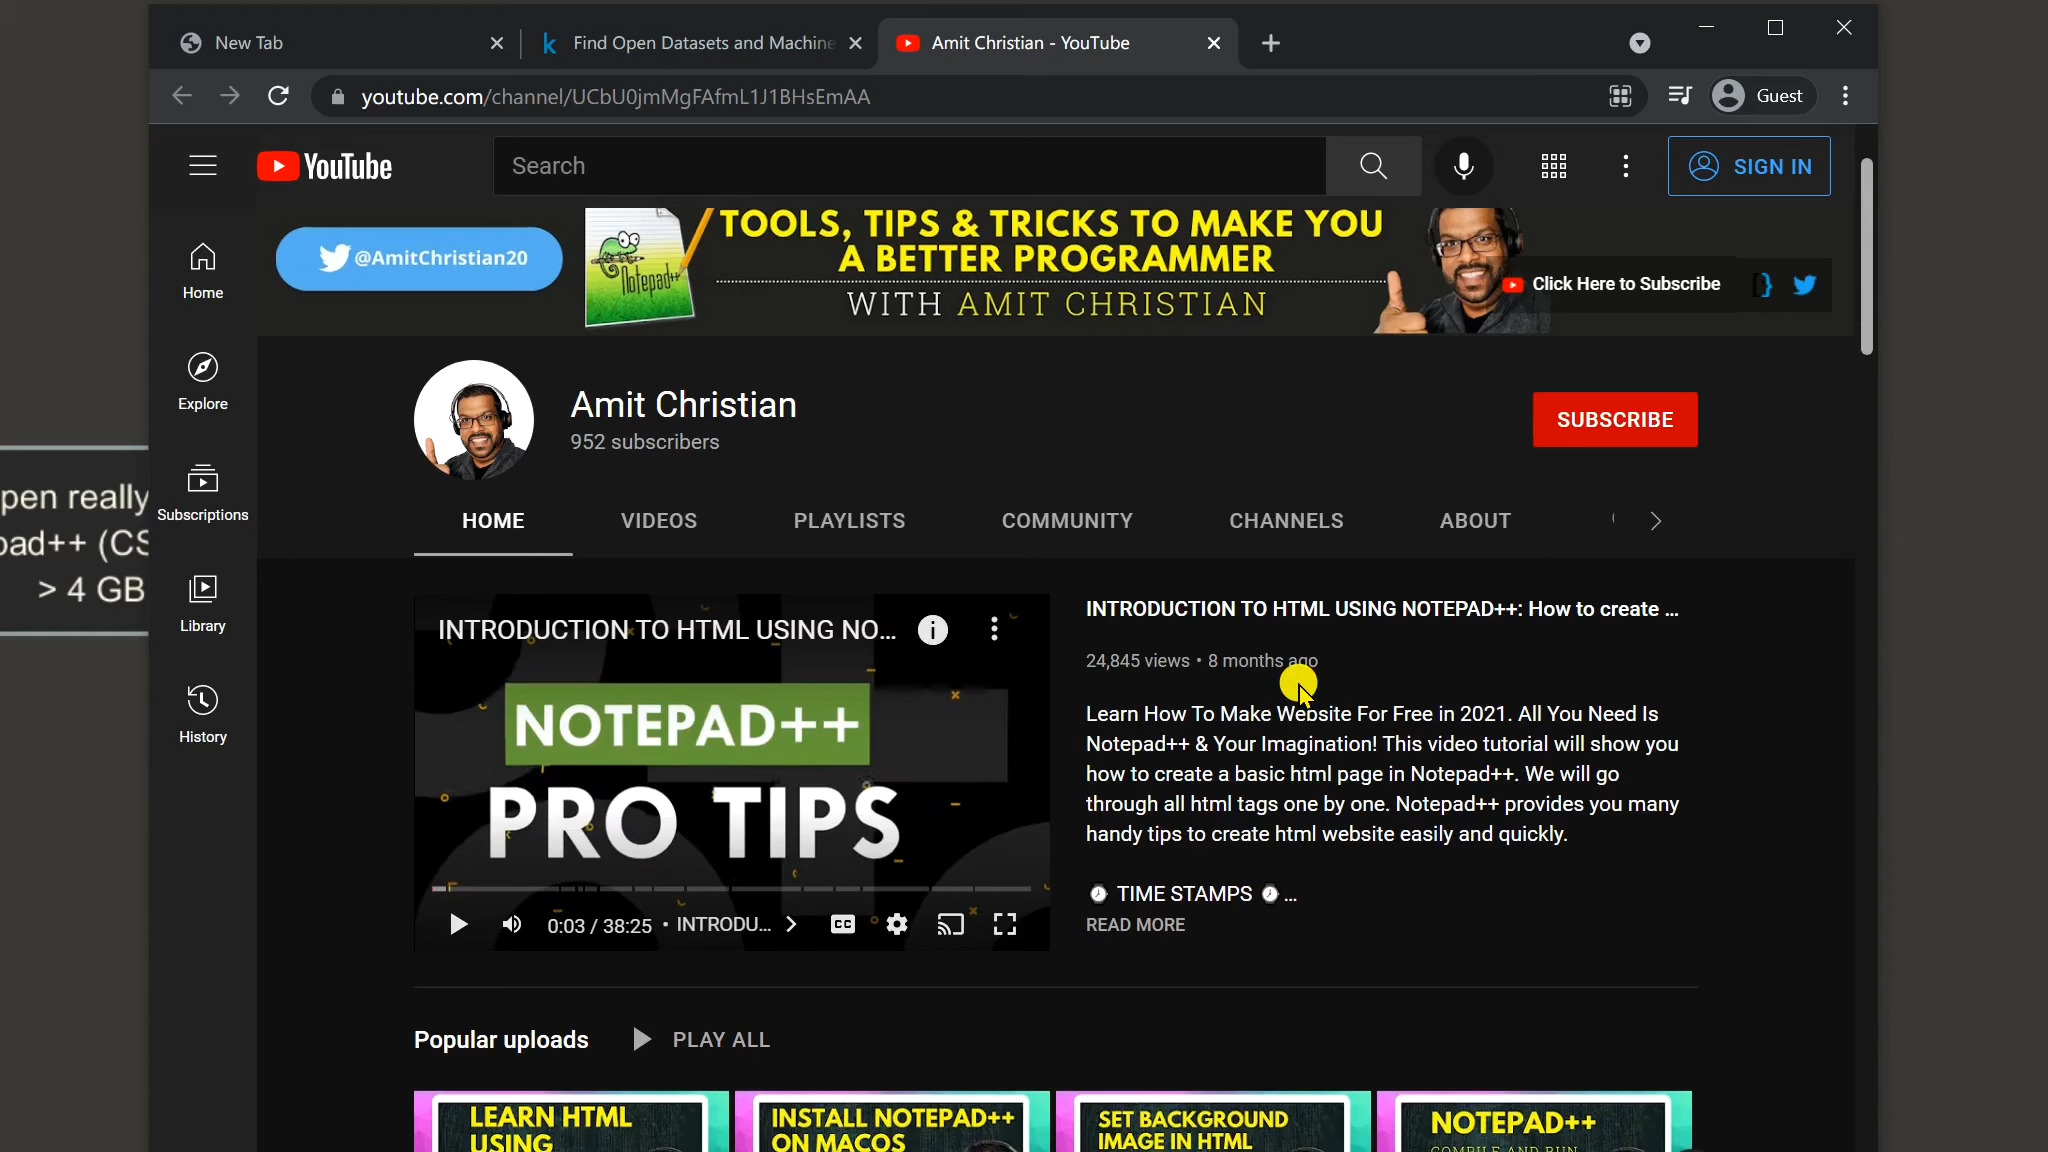 New Tab
Find Open Datasets and Machine
Amit Christian - YouTube
youtube.com/channel/UCbU0jmMgFAfmL1J1BHsEmAA
Guest
YouTube
Search
SIGN IN
@AmitChristian20
Notepad++
TOOLS, TIPS & TRICKS TO MAKE YOU
A BETTER PROGRAMMER
WITH AMIT CHRISTIAN
Click Here to Subscribe
Home
Explore
Subscriptions
Library
History
pen really
pad++ (CS
> 4 GB
Amit Christian
952 subscribers
SUBSCRIBE
HOME
VIDEOS
PLAYLISTS
COMMUNITY
CHANNELS
ABOUT
INTRODUCTION TO HTML USING NO...
NOTEPAD++
PRO TIPS
0:03 / 38:25 • INTRODU...
CC
INTRODUCTION TO HTML USING NOTEPAD++: How to create ...
24,845 views • 8 months ago
Learn How To Make Website For Free in 2021. All You Need Is
Notepad++ & Your Imagination! This video tutorial will show you
how to create a basic html page in Notepad++. We will go
through all html tags one by one. Notepad++ provides you many
handy tips to create html website easily and quickly.
TIME STAMPS ...
READ MORE
Popular uploads
PLAY ALL
LEARN HTML
USING
INSTALL NOTEPAD++
ON MACOS
SET BACKGROUND
IMAGE IN HTML
NOTEPAD++
COMPILE AND RUN